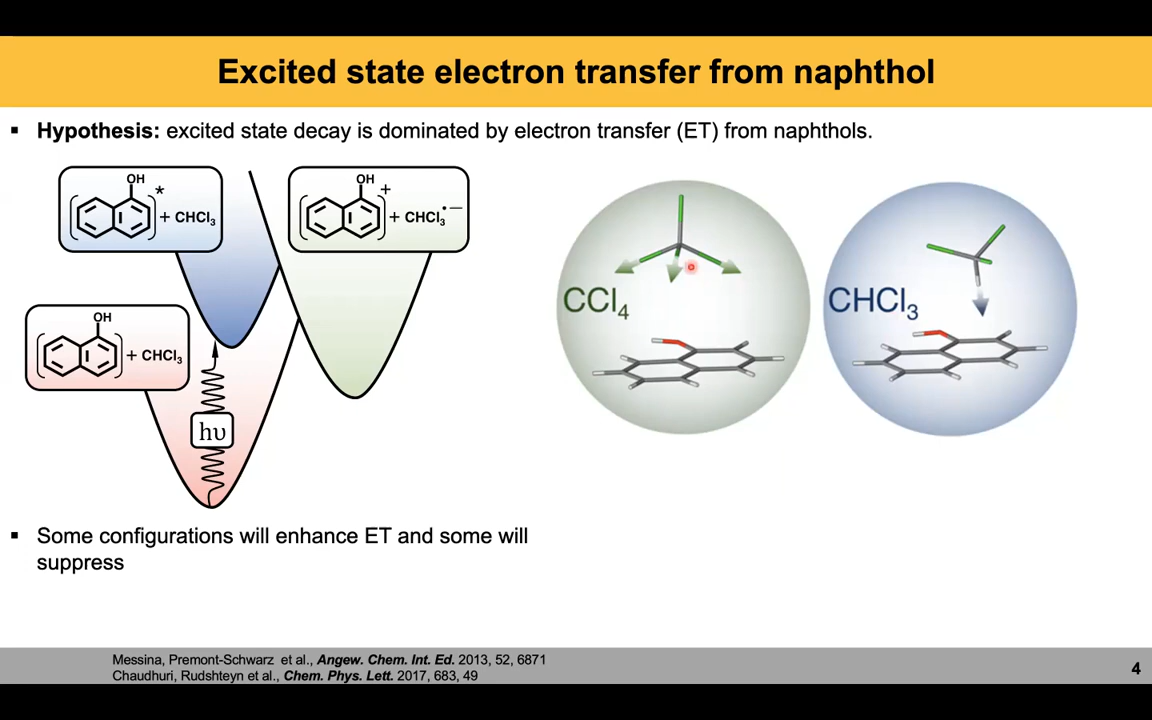 Excited state electron transfer from naphthol
▪ Hypothesis: excited state decay is dominated by electron transfer (ET) from naphthols.
OH
* + CHCl₃
OH
+ + CHCl₃•−
OH
+ CHCl₃
hυ
CCl₄
CHCl₃
▪ Some configurations will enhance ET and some will
suppress
Messina, Premont-Schwarz et al., Angew. Chem. Int. Ed. 2013, 52, 6871
Chaudhuri, Rudshteyn et al., Chem. Phys. Lett. 2017, 683, 49
4